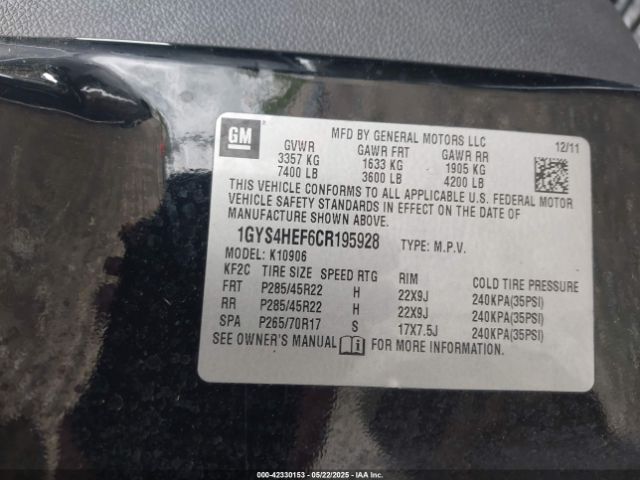 GM
MFD BY GENERAL MOTORS LLC 12/11
GVWR GAWR FRT GAWR RR
3357 KG 1633 KG 1905 KG
7400 LB 3600 LB 4200 LB
THIS VEHICLE CONFORMS TO ALL APPLICABLE U.S. FEDERAL MOTOR
VEHICLE SAFETY STANDARDS IN EFFECT ON THE DATE OF
MANUFACTURE SHOWN ABOVE.
1GYS4HEF6CR195928 TYPE: M.P.V.
MODEL: K10906
KF2C TIRE SIZE SPEED RTG RIM COLD TIRE PRESSURE
FRT P285/45R22 H 22X9J 240KPA(35PSI)
RR P285/45R22 H 22X9J 240KPA(35PSI)
SPA P265/70R17 S 17X7.5J 240KPA(35PSI)
SEE OWNER'S MANUAL FOR MORE INFORMATION.
000-42330153 - 05/22/2025 - IAAI.COM